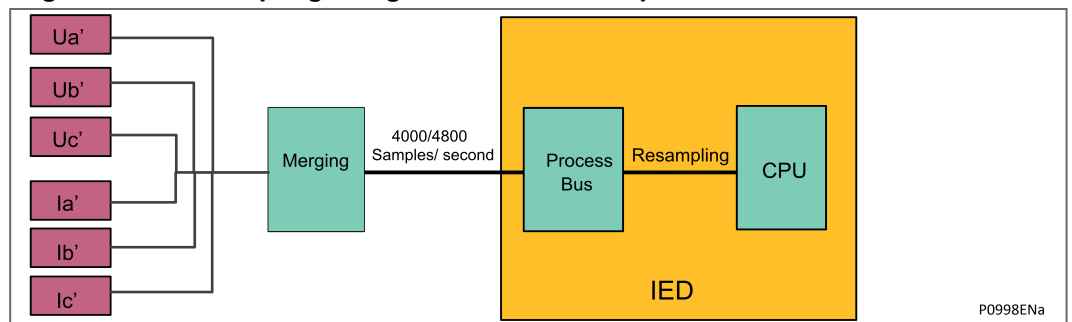 Ua’
Ub’
Uc’
Ia’
Ib’
Ic’
Merging
4000/4800
Samples/ second
Process
Bus
Resampling
CPU
IED
P0998ENa